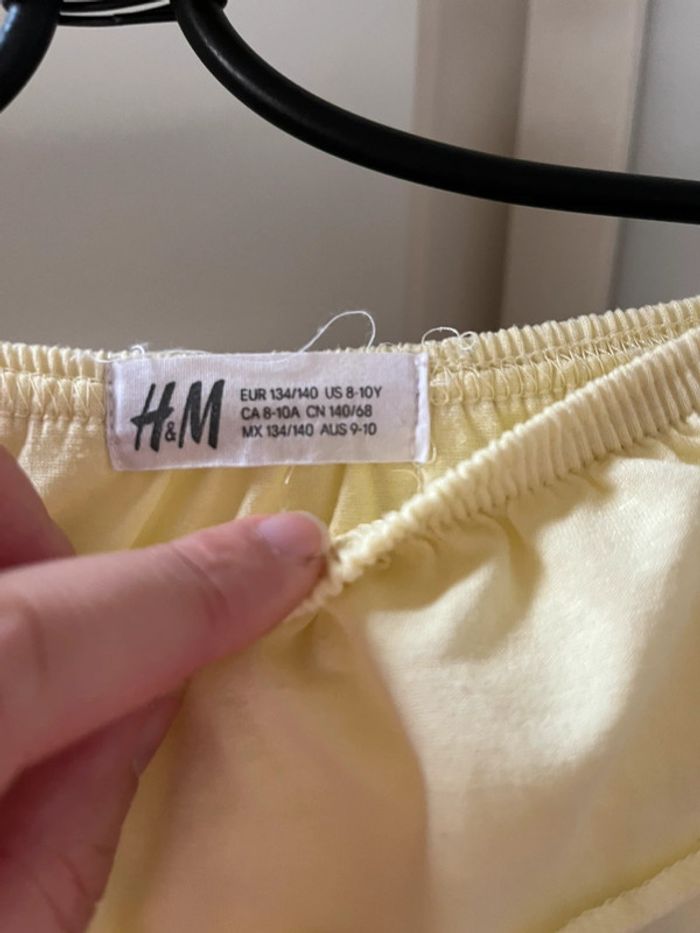 H&M
EUR 134/140 US 8-10Y
CA 8-10A CN 140/68
MX 134/140 AUS 9-10